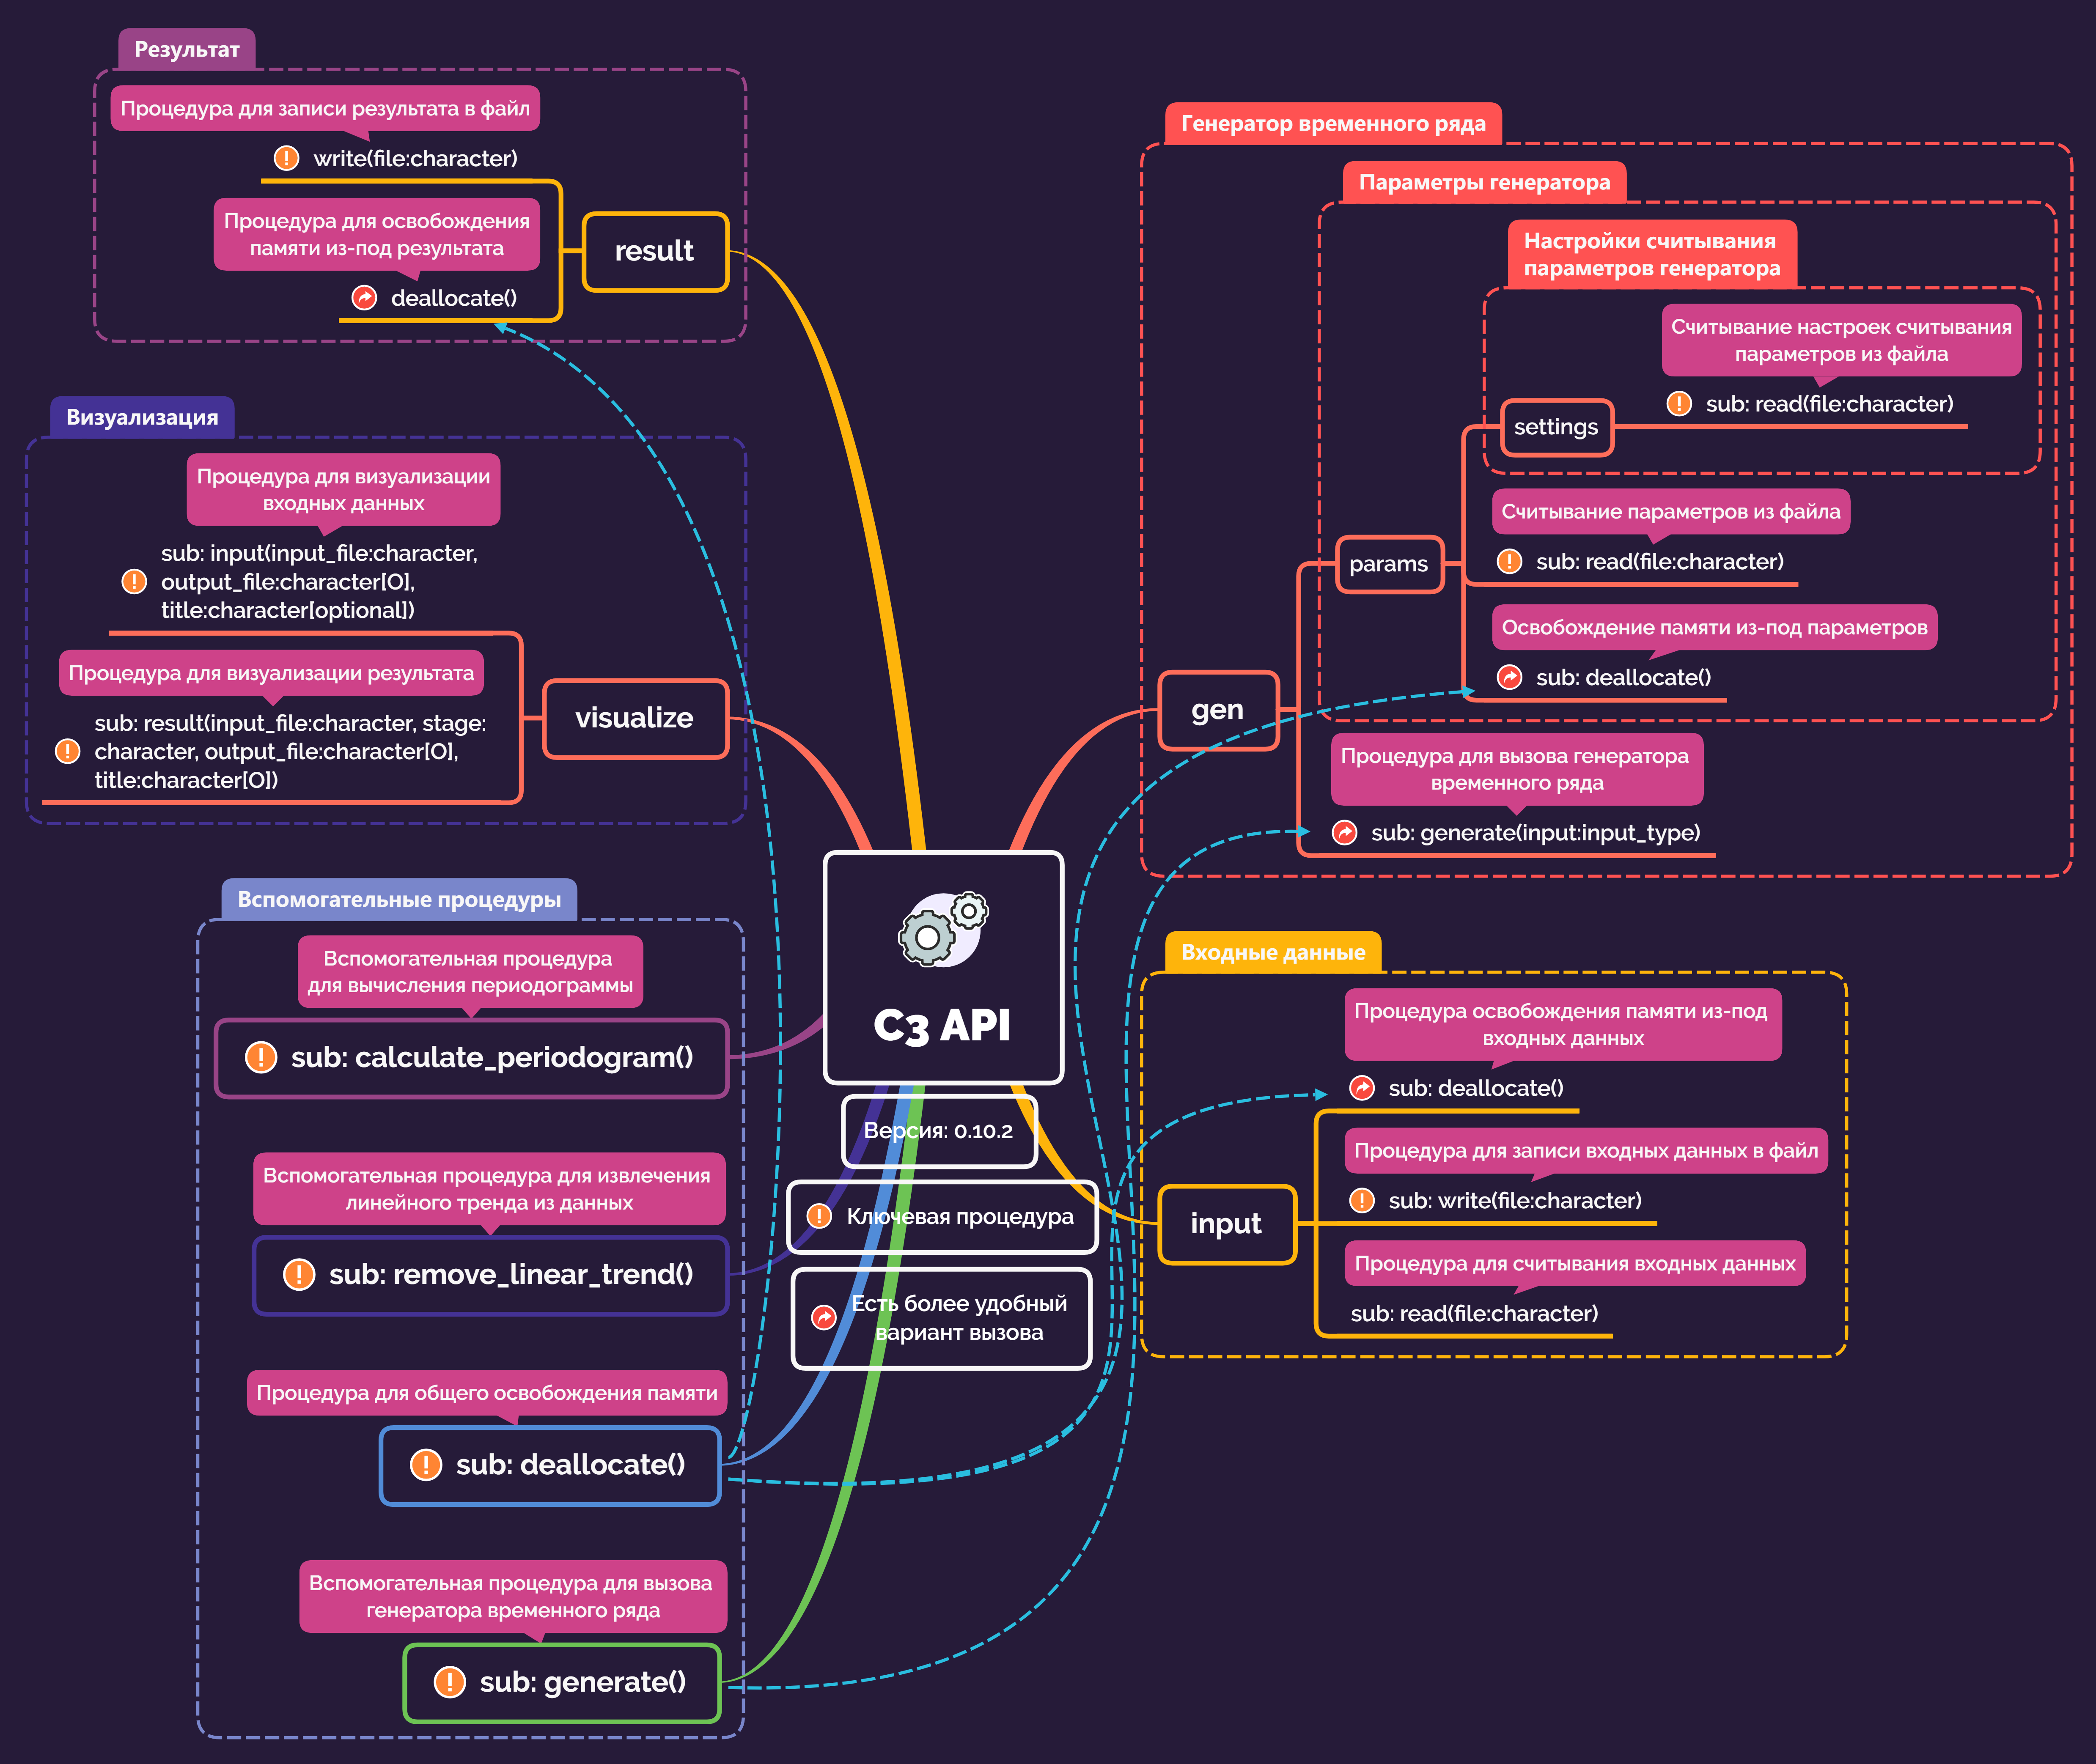 Результат
Процедура для записи результата в файл
write(file:character)
Процедура для освобождения
памяти из-под результата
deallocate()
result
Визуализация
Процедура для визуализации
входных данных
sub: input(input_file:character,
output_file:character[O],
title:character[optional])
Процедура для визуализации результата
sub: result(input_file:character, stage:
character, output_file:character[O],
title:character[O])
visualize
Вспомогательные процедуры
Вспомогательная процедура
для вычисления периодограммы
sub: calculate_periodogram()
Вспомогательная процедура для извлечения
линейного тренда из данных
sub: remove_linear_trend()
Процедура для общего освобождения памяти
sub: deallocate()
Вспомогательная процедура для вызова
генератора временного ряда
sub: generate()
C3 API
Версия: 0.10.2
Ключевая процедура
Есть более удобный
вариант вызова
Генератор временного ряда
Параметры генератора
Настройки считывания
параметров генератора
Считывание настроек считывания
параметров из файла
sub: read(file:character)
settings
Считывание параметров из файла
sub: read(file:character)
params
Освобождение памяти из-под параметров
sub: deallocate()
gen
Процедура для вызова генератора
временного ряда
sub: generate(input:input_type)
Входные данные
Процедура освобождения памяти из-под
входных данных
sub: deallocate()
Процедура для записи входных данных в файл
sub: write(file:character)
input
Процедура для считывания входных данных
sub: read(file:character)